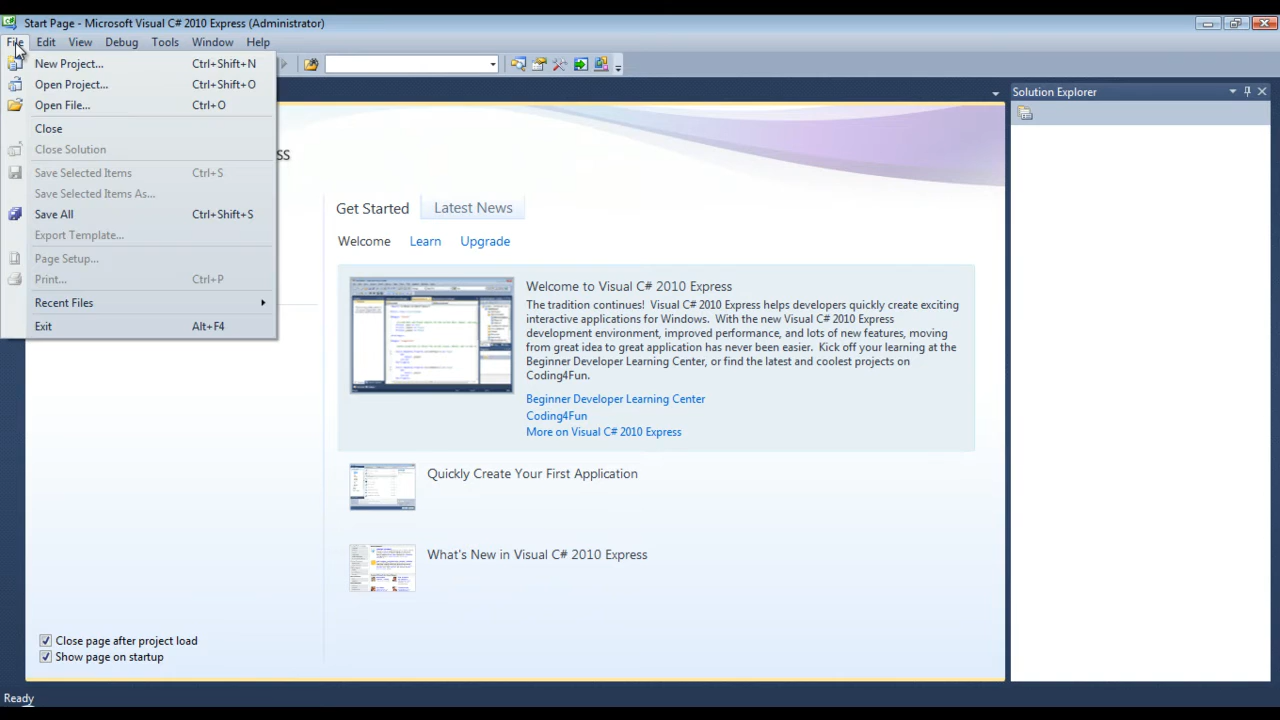 Start Page - Microsoft Visual C# 2010 Express (Administrator)
File Edit View Debug Tools Window Help
New Project... Ctrl+Shift+N
Open Project... Ctrl+Shift+O
Open File... Ctrl+O
Close
Close Solution
Save Selected Items Ctrl+S
Save Selected Items As...
Save All Ctrl+Shift+S
Export Template...
Page Setup...
Print... Ctrl+P
Recent Files
Exit Alt+F4
ss
Get Started Latest News
Welcome Learn Upgrade
Welcome to Visual C# 2010 Express
The tradition continues! Visual C# 2010 Express helps developers quickly create exciting
interactive applications for Windows. With the new Visual C# 2010 Express
development environment, improved performance, and lots of new features, moving
from great idea to great application has never been easier. Kick off your learning at the
Beginner Developer Learning Center, or find the latest and coolest projects on
Coding4Fun.
Beginner Developer Learning Center
Coding4Fun
More on Visual C# 2010 Express
Quickly Create Your First Application
What's New in Visual C# 2010 Express
Close page after project load
Show page on startup
Solution Explorer
Ready